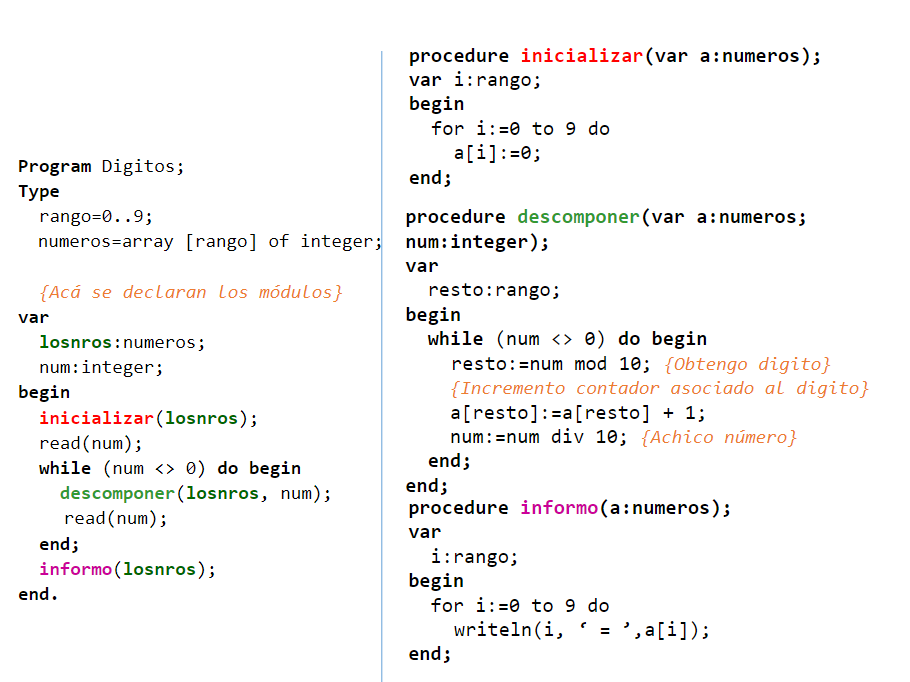 Program Digitos;
Type
  rango=0..9;
  numeros=array [rango] of integer;
  {Acá se declaran los módulos}
var
  losnros:numeros;
  num:integer;
begin
  inicializar(losnros);
  read(num);
  while (num <> 0) do begin
    descomponer(losnros, num);
    read(num);
  end;
  informo(losnros);
end.
procedure inicializar(var a:numeros);
var i:rango;
begin
  for i:=0 to 9 do
    a[i]:=0;
end;
procedure descomponer(var a:numeros;
num:integer);
var
  resto:rango;
begin
  while (num <> 0) do begin
    resto:=num mod 10; {Obtengo digito}
    {Incremento contador asociado al digito}
    a[resto]:=a[resto] + 1;
    num:=num div 10; {Achico número}
  end;
end;
procedure informo(a:numeros);
var
  i:rango;
begin
  for i:=0 to 9 do
    writeln(i, ‘ = ’,a[i]);
end;